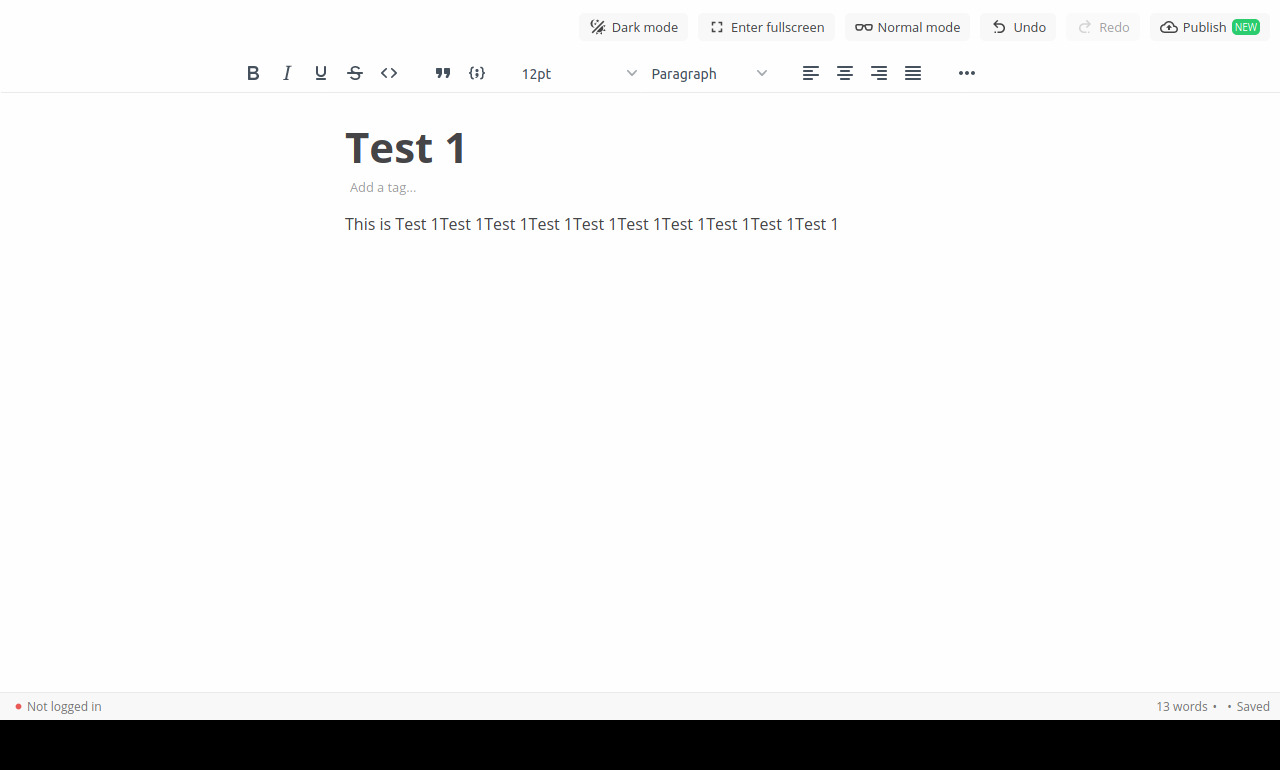 Dark mode
Enter fullscreen
Normal mode
Undo
Redo
Publish NEW
12pt
Paragraph
Test 1
Add a tag...
This is Test 1Test 1Test 1Test 1Test 1Test 1Test 1Test 1Test 1Test 1
Not logged in
13 words • • Saved